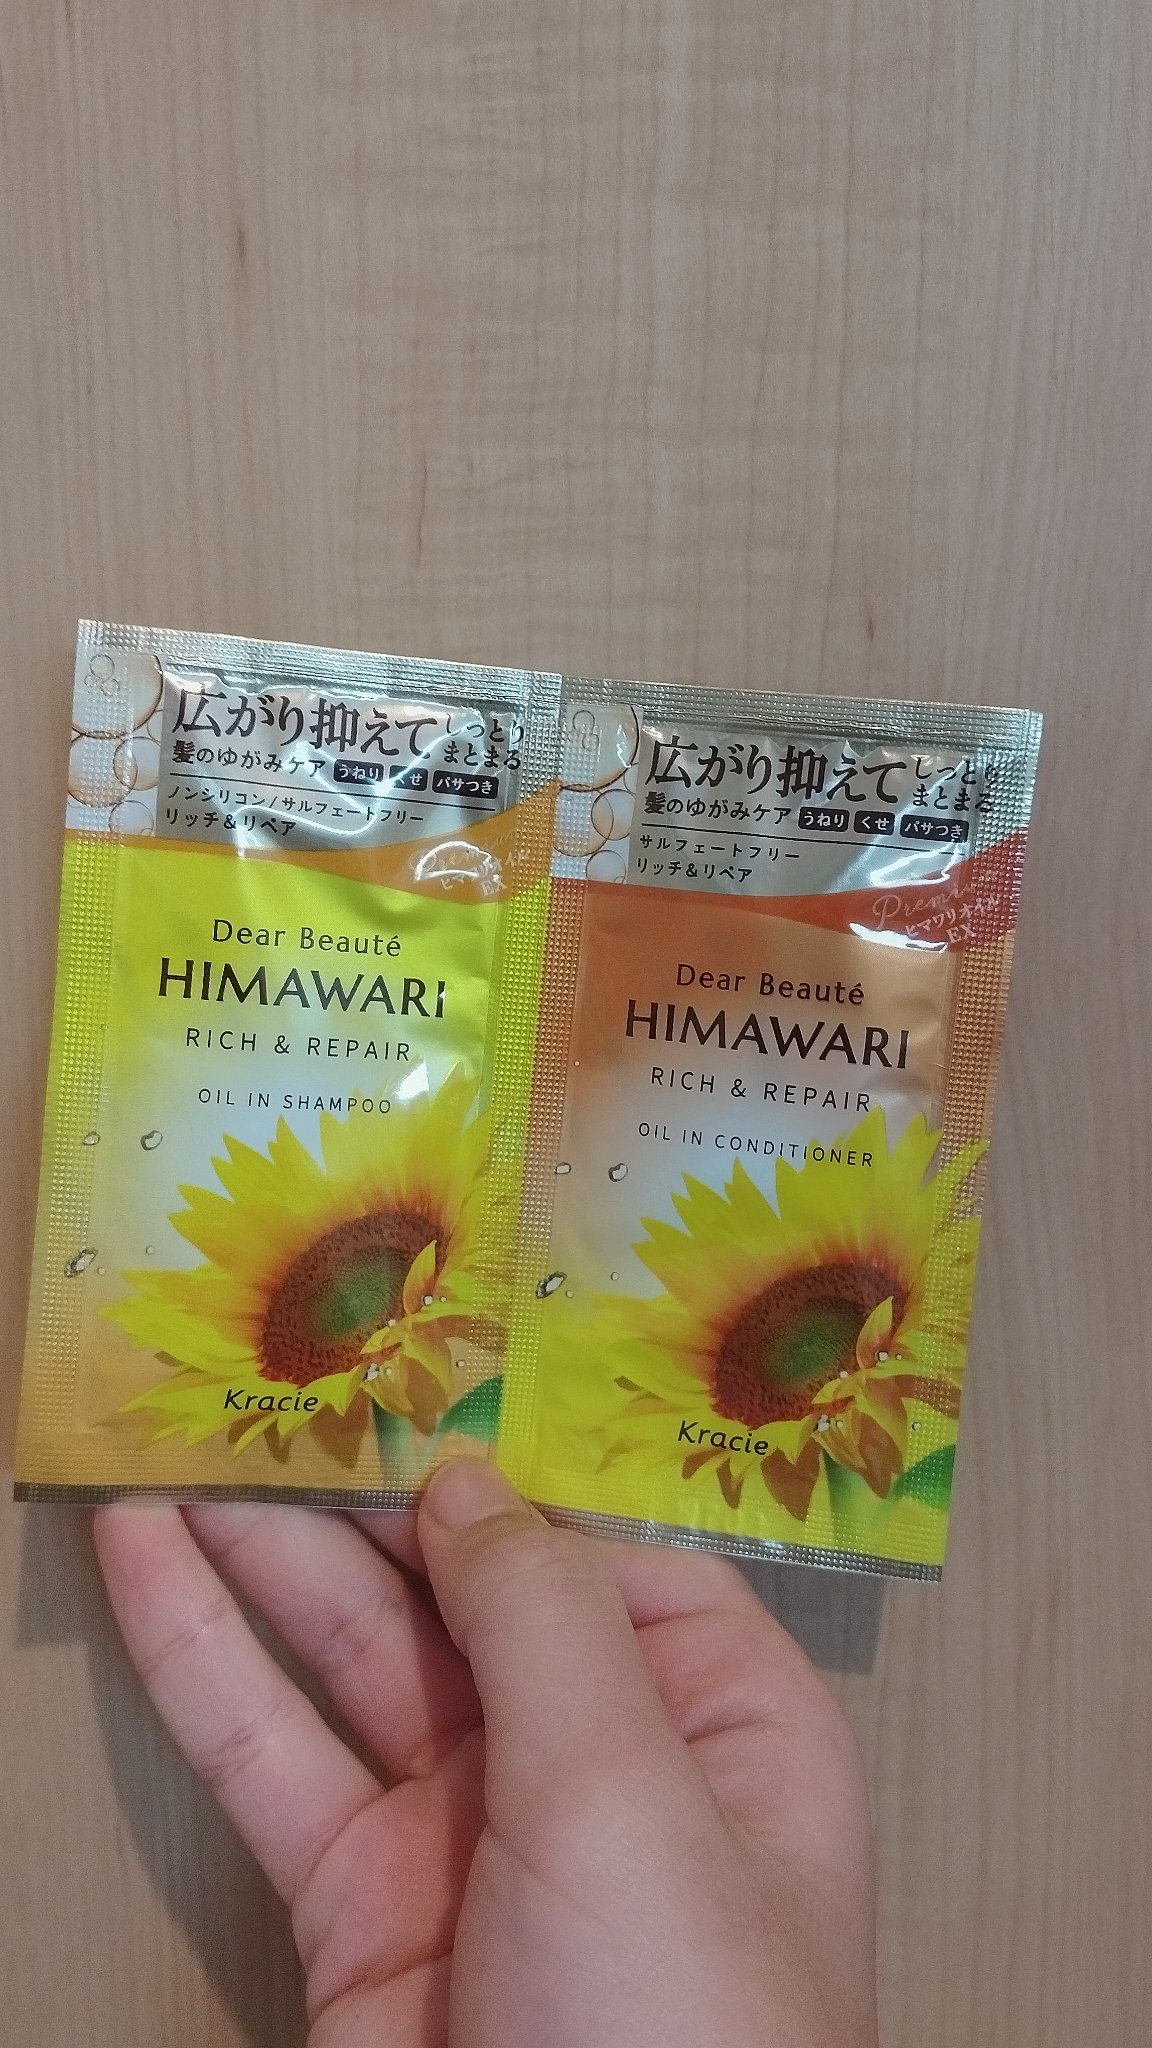 広がり抑えて しっとり
まとまる
髪のゆがみケア うねり くせ パサつき
ノンシリコン/サルフェートフリー
リッチ&リペア
Premium
ヒマワリオイル
EX
Dear Beauté
HIMAWARI
RICH & REPAIR
OIL IN SHAMPOO
Kracie
広がり抑えて しっとり
まとまる
髪のゆがみケア うねり くせ パサつき
サルフェートフリー
リッチ&リペア
Premium
ヒマワリオイル
EX
Dear Beauté
HIMAWARI
RICH & REPAIR
OIL IN CONDITIONER
Kracie